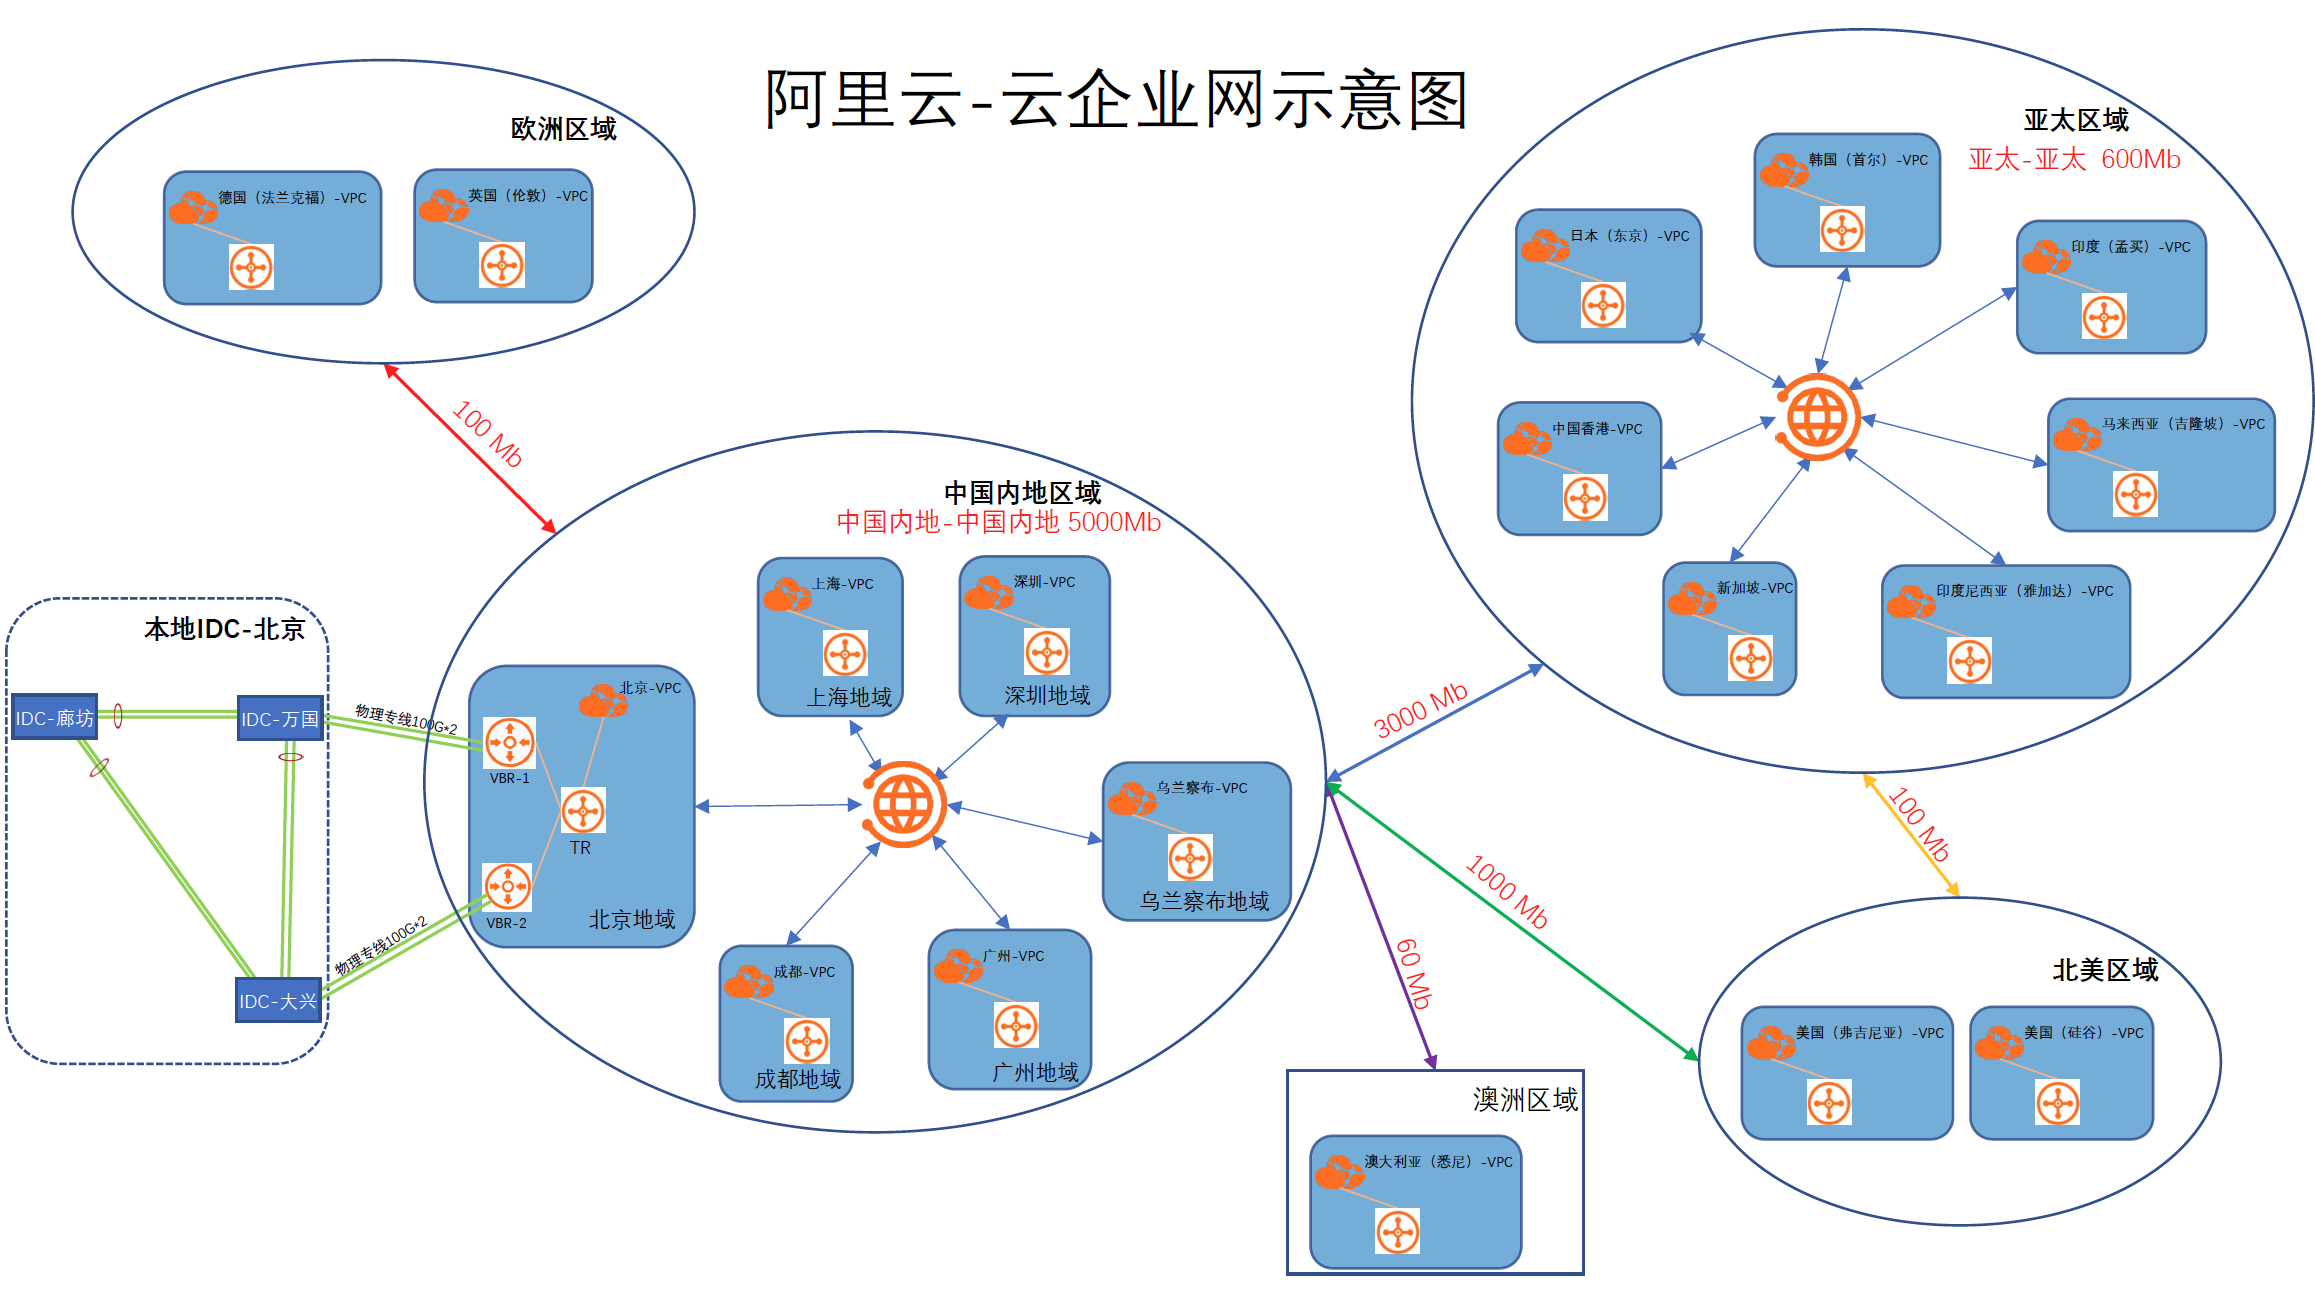 阿里云-云企业网示意图
欧洲区域
德国（法兰克福）-VPC
英国（伦敦）-VPC
100 Mb
亚太区域
亚太-亚太 600Mb
韩国（首尔）-VPC
日本（东京）-VPC
印度（孟买）-VPC
中国香港-VPC
马来西亚（吉隆坡）-VPC
新加坡-VPC
印度尼西亚（雅加达）-VPC
中国内地区域
中国内地-中国内地 5000Mb
上海-VPC
上海地域
深圳-VPC
深圳地域
本地IDC-北京
IDC-廊坊
IDC-万国
IDC-大兴
物理专线100G*2
物理专线100G*2
北京-VPC
VBR-1
TR
VBR-2
北京地域
乌兰察布-VPC
乌兰察布地域
成都-VPC
成都地域
广州-VPC
广州地域
3000 Mb
1000 Mb
60 Mb
100 Mb
北美区域
美国（弗吉尼亚）-VPC
美国（硅谷）-VPC
澳洲区域
澳大利亚（悉尼）-VPC